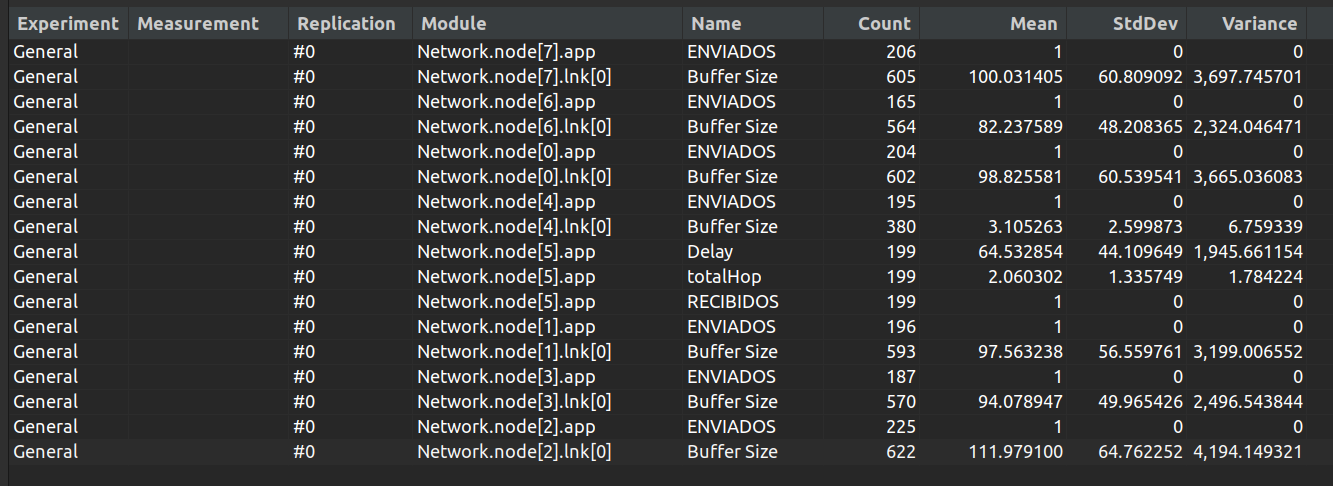 Experiment Measurement Replication Module Name Count Mean StdDev Variance
General #0 Network.node[7].app ENVIADOS 206 1 0 0
General #0 Network.node[7].lnk[0] Buffer Size 605 100.031405 60.809092 3,697.745701
General #0 Network.node[6].app ENVIADOS 165 1 0 0
General #0 Network.node[6].lnk[0] Buffer Size 564 82.237589 48.208365 2,324.046471
General #0 Network.node[0].app ENVIADOS 204 1 0 0
General #0 Network.node[0].lnk[0] Buffer Size 602 98.825581 60.539541 3,665.036083
General #0 Network.node[4].app ENVIADOS 195 1 0 0
General #0 Network.node[4].lnk[0] Buffer Size 380 3.105263 2.599873 6.759339
General #0 Network.node[5].app Delay 199 64.532854 44.109649 1,945.661154
General #0 Network.node[5].app totalHop 199 2.060302 1.335749 1.784224
General #0 Network.node[5].app RECIBIDOS 199 1 0 0
General #0 Network.node[1].app ENVIADOS 196 1 0 0
General #0 Network.node[1].lnk[0] Buffer Size 593 97.563238 56.559761 3,199.006552
General #0 Network.node[3].app ENVIADOS 187 1 0 0
General #0 Network.node[3].lnk[0] Buffer Size 570 94.078947 49.965426 2,496.543844
General #0 Network.node[2].app ENVIADOS 225 1 0 0
General #0 Network.node[2].lnk[0] Buffer Size 622 111.979100 64.762252 4,194.149321